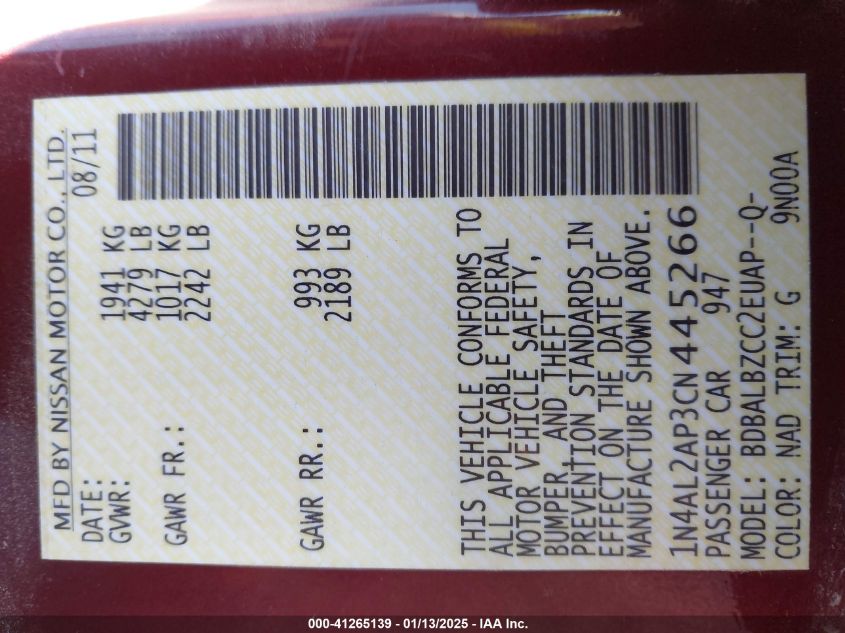 MFD BY NISSAN MOTOR CO., LTD.
DATE: 08/11
GVWR: 1941 KG
4279 LB
GAWR FR.: 1017 KG
2242 LB
GAWR RR.: 993 KG
2189 LB
THIS VEHICLE CONFORMS TO
ALL APPLICABLE FEDERAL
MOTOR VEHICLE SAFETY,
BUMPER, AND THEFT
PREVENTION STANDARDS IN
EFFECT ON THE DATE OF
MANUFACTURE SHOWN ABOVE.
1N4AL2AP3CN445266
PASSENGER CAR 947
MODEL: BDBALBZCC2EUAP--Q-
COLOR: NAD TRIM: G 9N00A
000-41265139 - 01/13/2025 - IAA Inc.